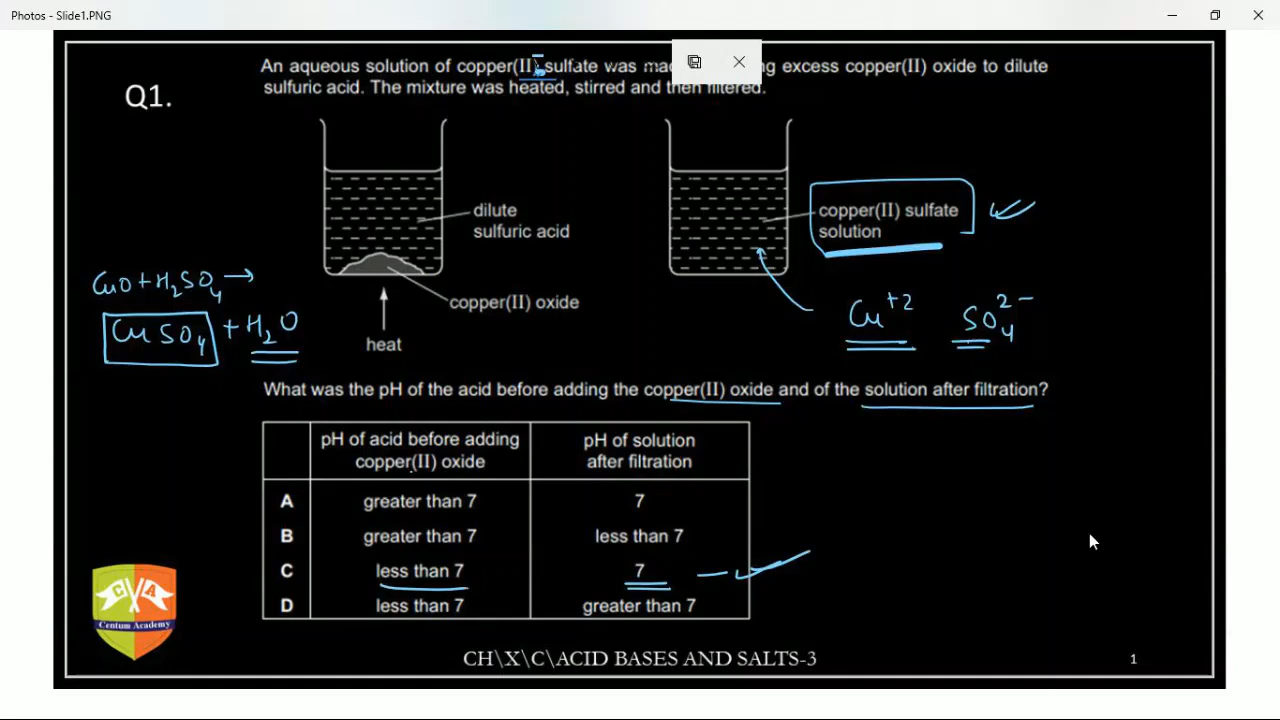 Photos - Slide1.PNG
Q1.
An aqueous solution of copper(II) sulfate was ng excess copper(II) oxide to dilute
sulfuric acid. The mixture was heated, stirred and then filtered.
dilute
sulfuric acid
copper(II) oxide
heat
copper(II) sulfate
solution
CuO + H₂SO₄ →
CuSO₄ + H₂O
Cu⁺² SO₄²⁻
What was the pH of the acid before adding the copper(II) oxide and of the solution after filtration?
pH of acid before adding copper(II) oxide pH of solution after filtration
A greater than 7 7
B greater than 7 less than 7
C less than 7 7
D less than 7 greater than 7
C A
Centum Academy
CH\X\C\ACID BASES AND SALTS-3
1